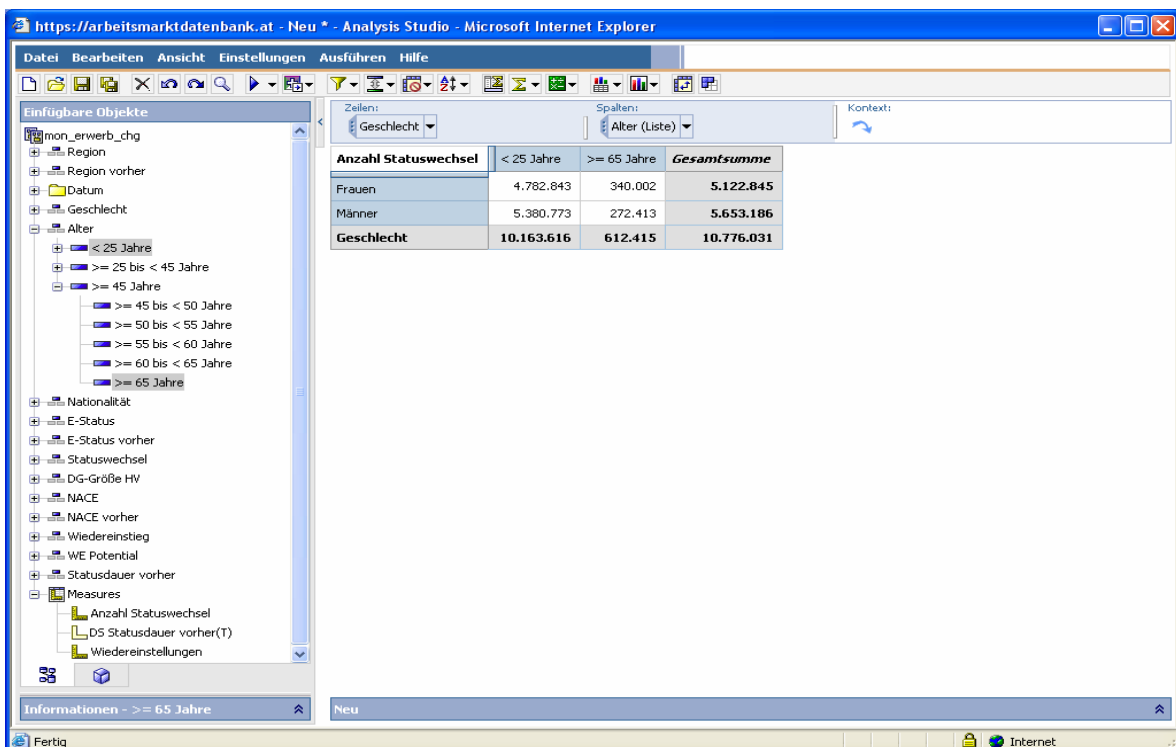 https://arbeitsmarktdatenbank.at - Neu * - Analysis Studio - Microsoft Internet Explorer
Datei Bearbeiten Ansicht Einstellungen Ausführen Hilfe
Einfügbare Objekte
mon_erwerb_chg
Region
Region vorher
Datum
Geschlecht
Alter
< 25 Jahre
>= 25 bis < 45 Jahre
>= 45 Jahre
>= 45 bis < 50 Jahre
>= 50 bis < 55 Jahre
>= 55 bis < 60 Jahre
>= 60 bis < 65 Jahre
>= 65 Jahre
Nationalität
E-Status
E-Status vorher
Statuswechsel
DG-Größe HV
NACE
NACE vorher
Wiedereinstieg
WE Potential
Statusdauer vorher
Measures
Anzahl Statuswechsel
DS Statusdauer vorher(T)
Wiedereinstellungen
Informationen - >= 65 Jahre
Zeilen: Spalten: Kontext:
Geschlecht Alter (Liste)
Anzahl Statuswechsel < 25 Jahre >= 65 Jahre Gesamtsumme
Frauen 4.782.843 340.002 5.122.845
Männer 5.380.773 272.413 5.653.186
Geschlecht 10.163.616 612.415 10.776.031
Neu
Fertig Internet